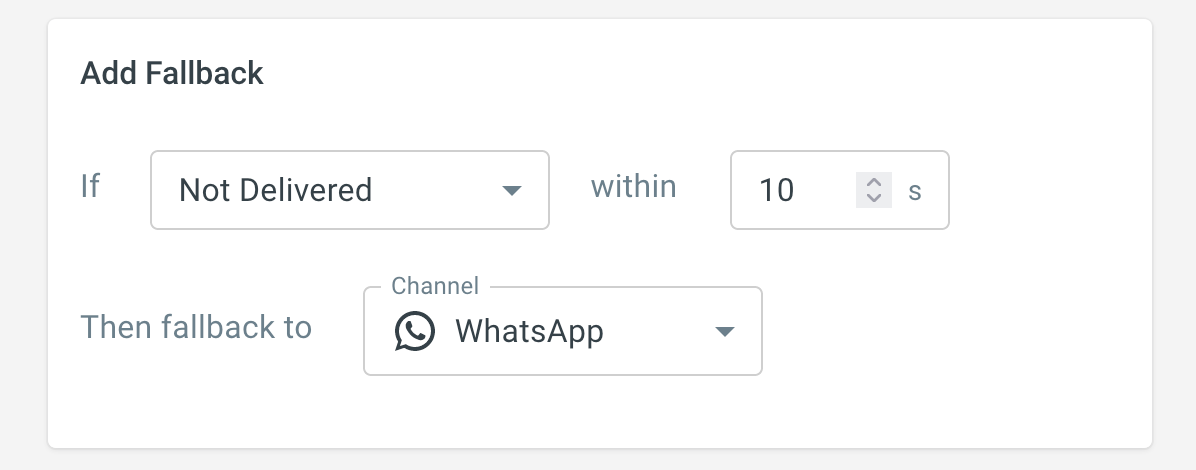 Add Fallback
If Not Delivered within 10 s
Channel
Then fallback to WhatsApp